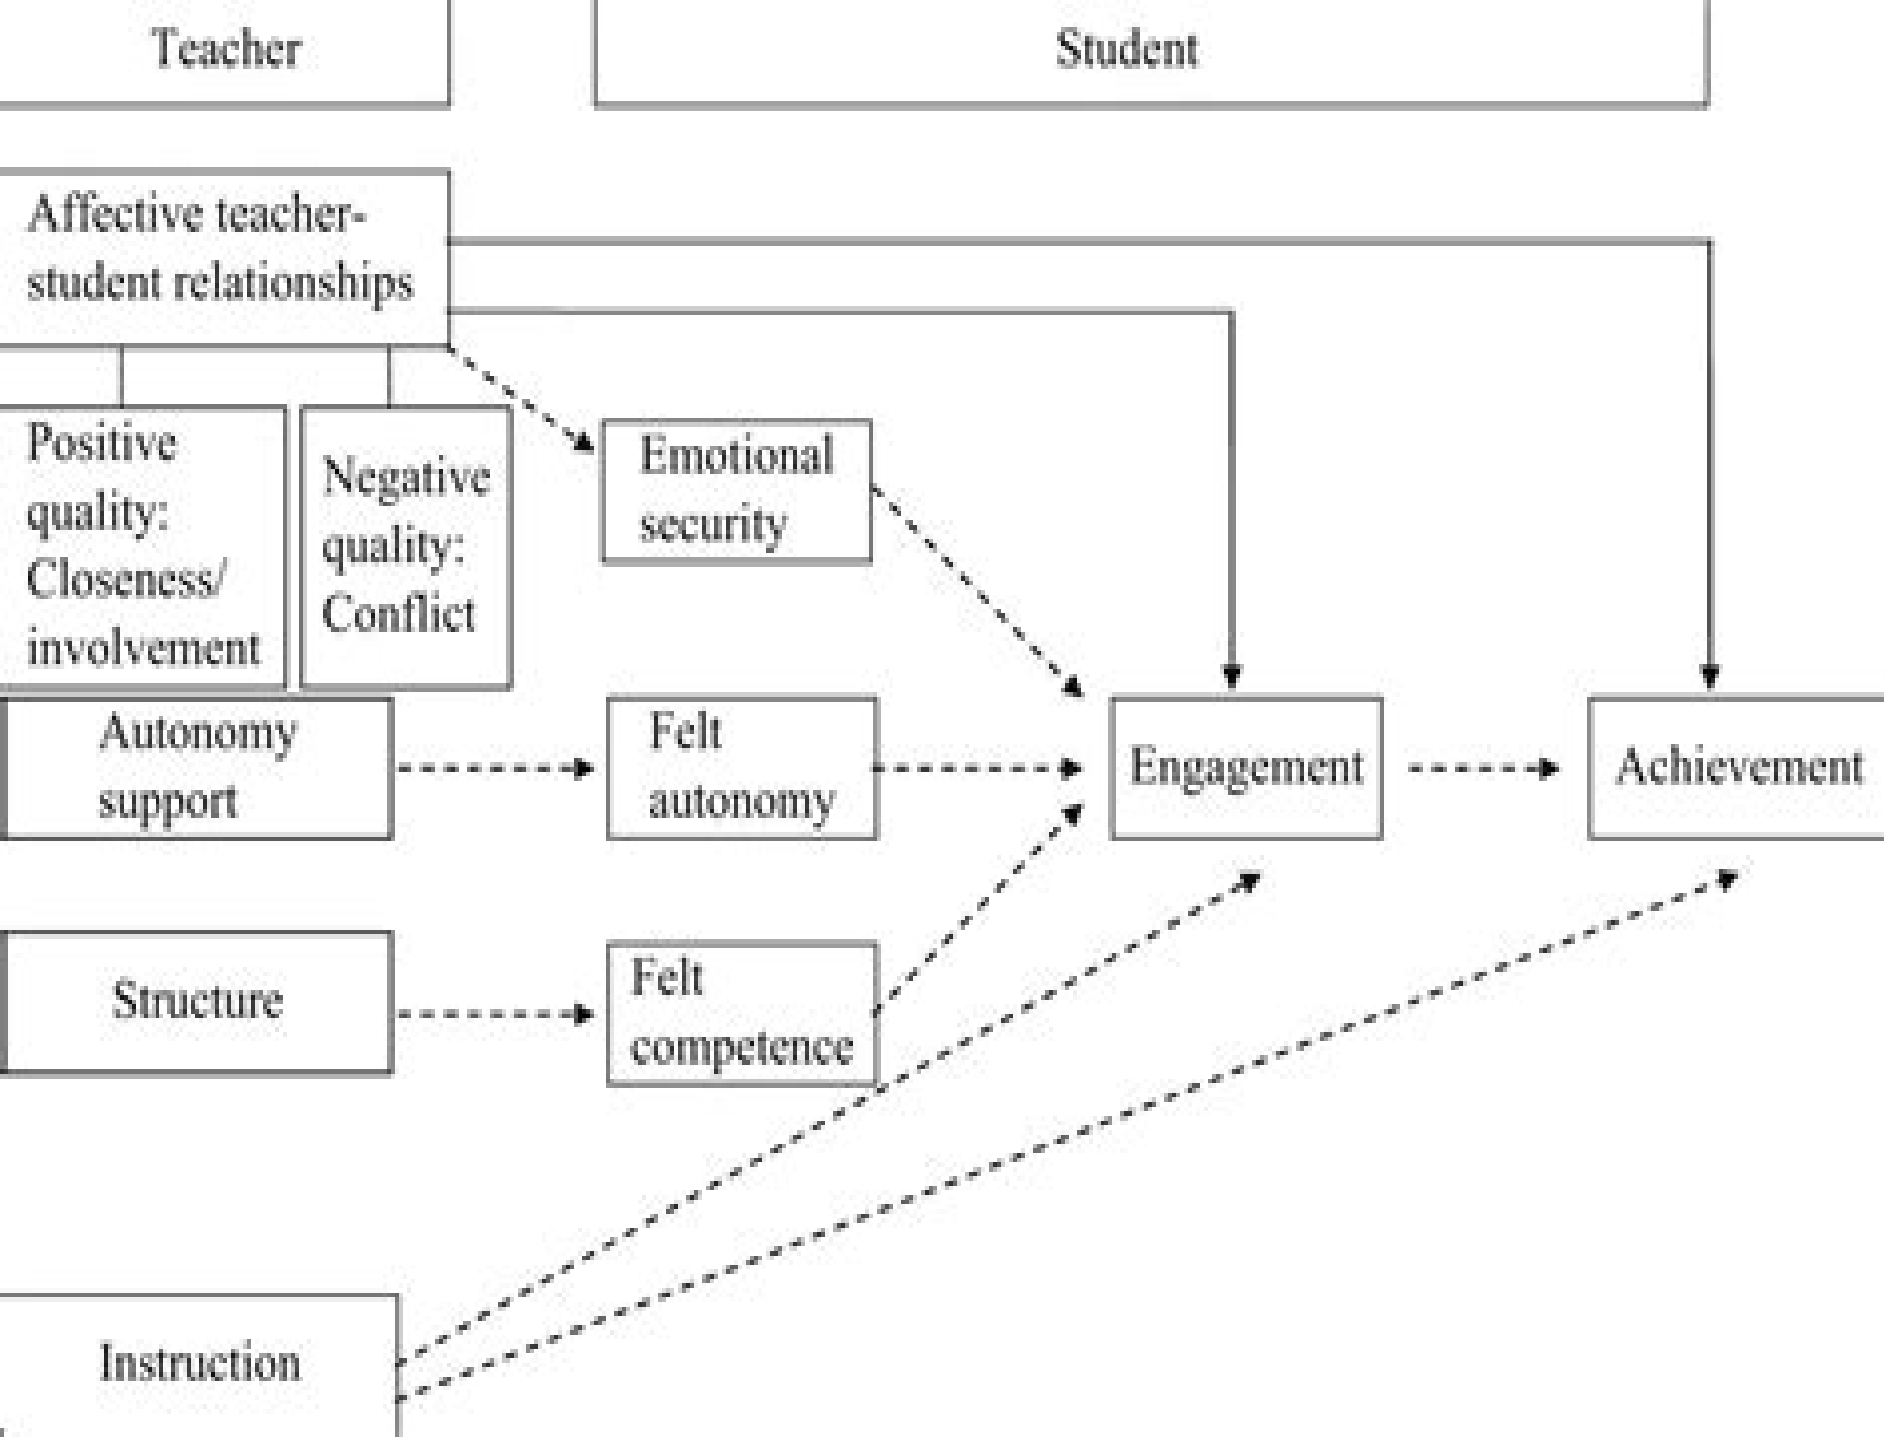 Teacher
Student
Affective teacher-
student relationships
Positive
quality:
Closeness/
involvement
Negative
quality:
Conflict
Emotional
security
Autonomy
support
Felt
autonomy
Engagement
Achievement
Structure
Felt
competence
Instruction